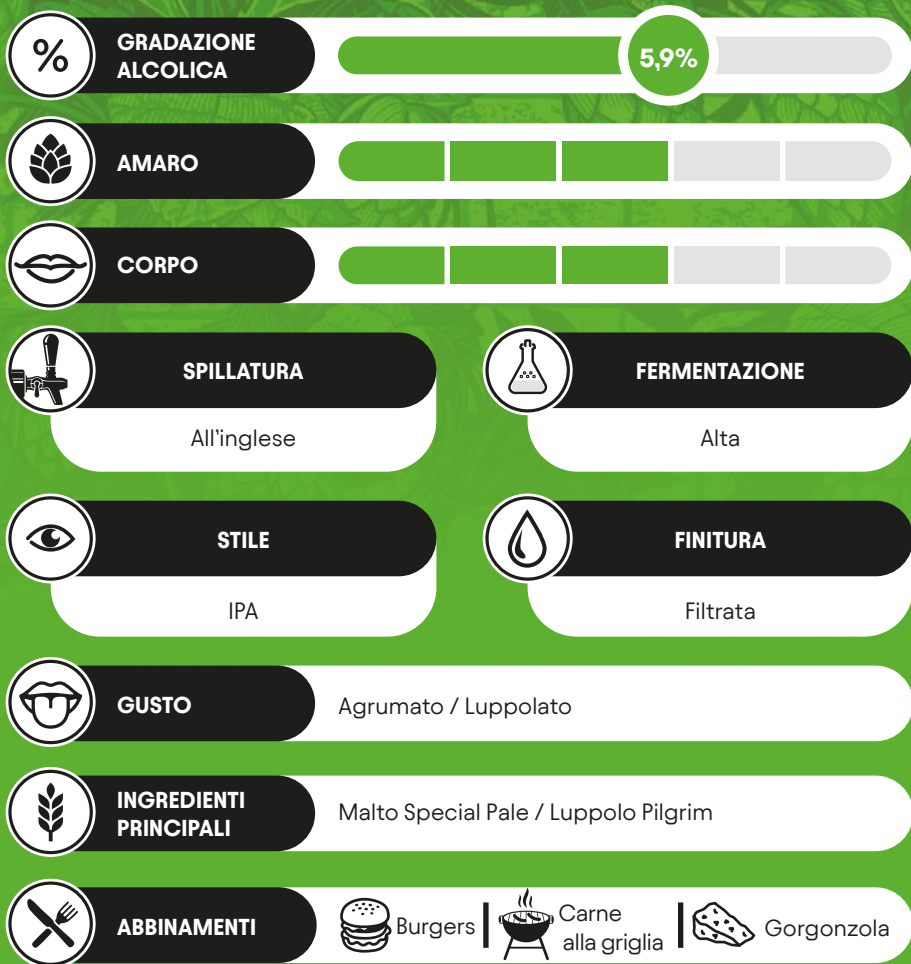 %
GRADAZIONE
ALCOLICA
5,9%
AMARO
CORPO
SPILLATURA
All'inglese
FERMENTAZIONE
Alta
STILE
IPA
FINITURA
Filtrata
GUSTO
Agrumato / Luppolato
INGREDIENTI
PRINCIPALI
Malto Special Pale / Luppolo Pilgrim
ABBINAMENTI
Burgers
Carne
alla griglia
Gorgonzola